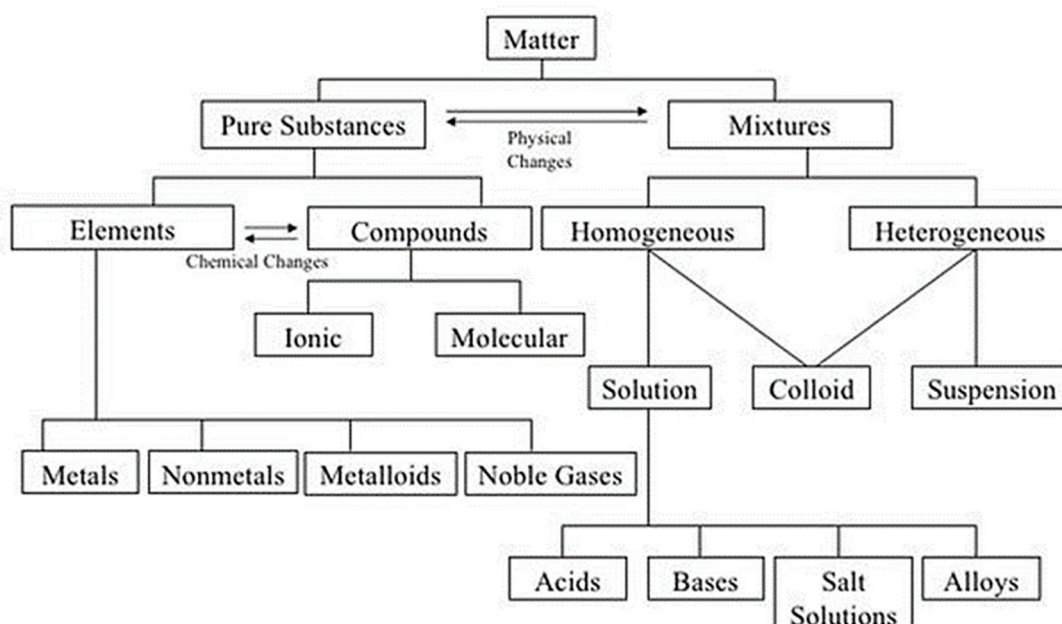 Matter
Pure Substances
Physical
Changes
Mixtures
Elements
Chemical Changes
Compounds
Homogeneous
Heterogeneous
Ionic
Molecular
Solution
Colloid
Suspension
Metals
Nonmetals
Metalloids
Noble Gases
Acids
Bases
Salt
Solutions
Alloys